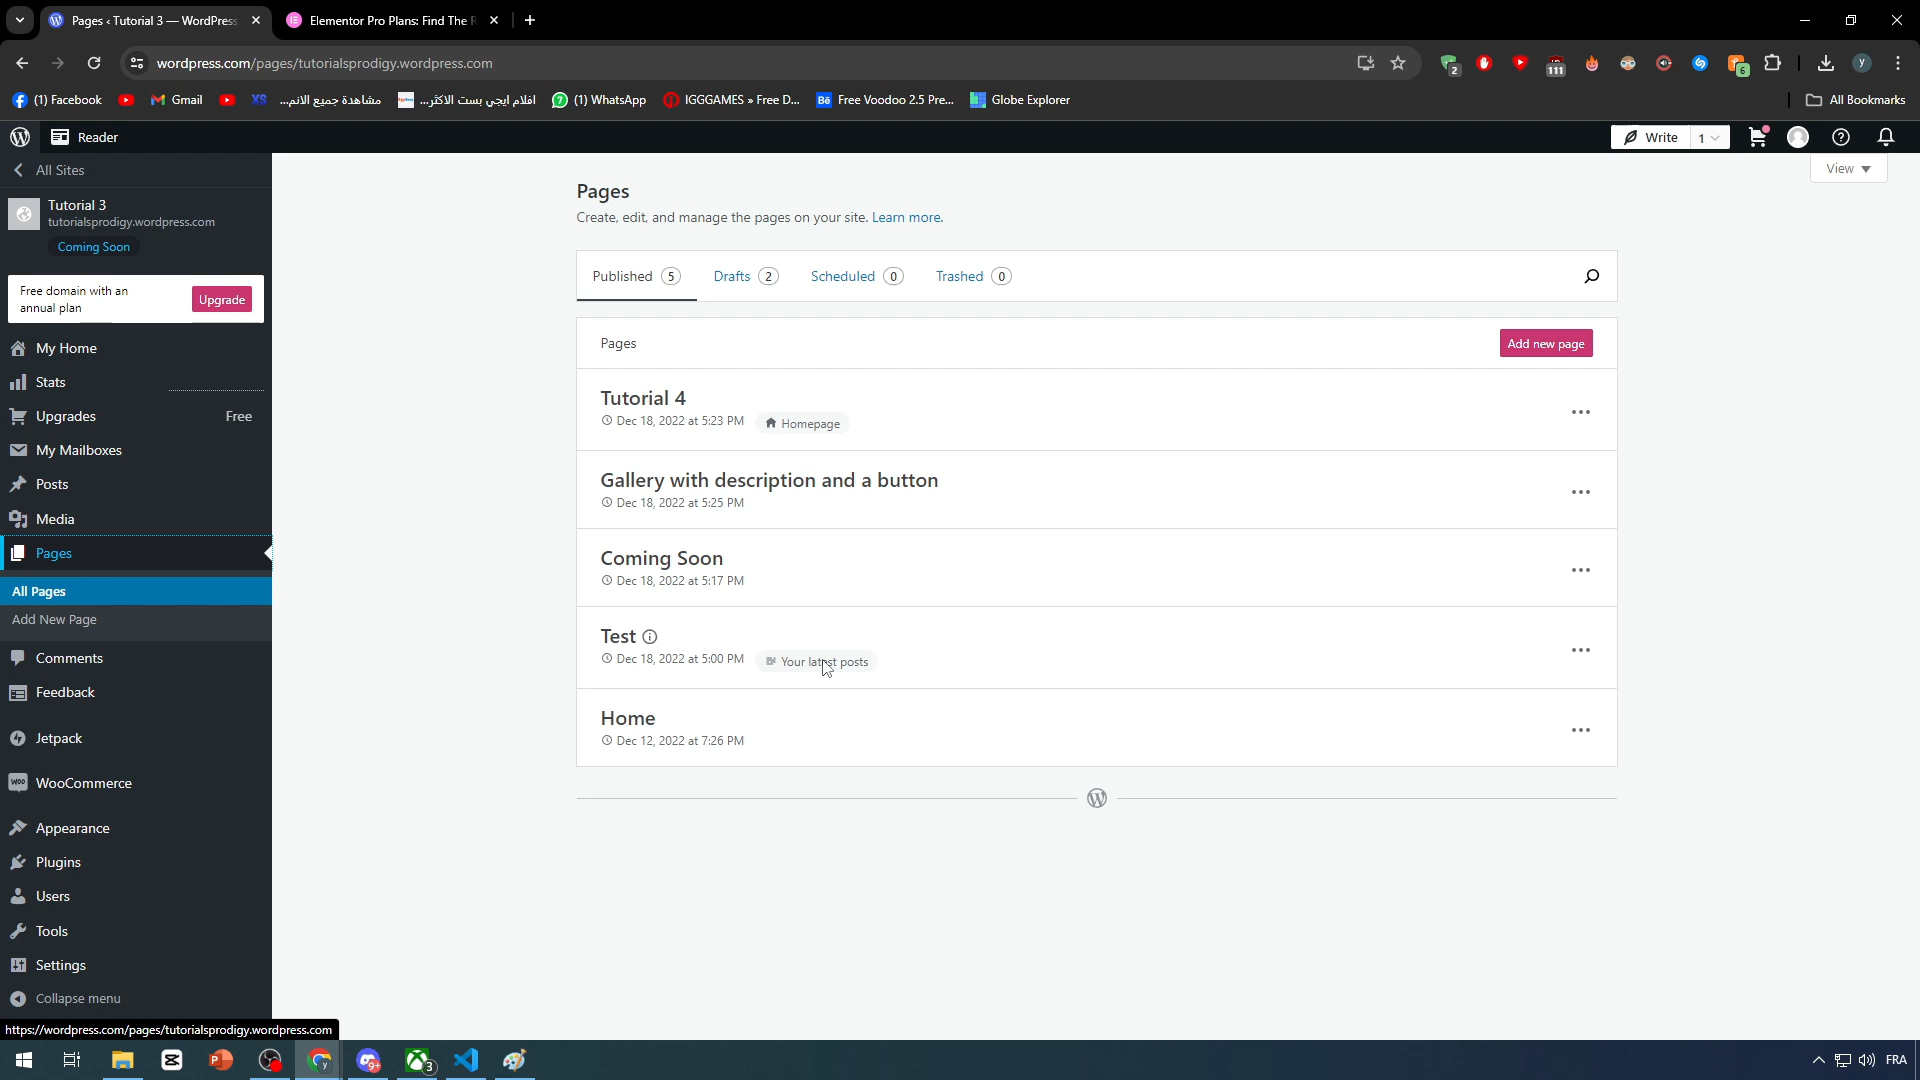 Pages ‹ Tutorial 3 — WordPress
Elementor Pro Plans: Find The R
wordpress.com/pages/tutorialsprodigy.wordpress.com
2
111
6
y
(1) Facebook
Gmail
XS
مشاهدة جميع الانم...
افلام ايجي بست الاكثر...
(1) WhatsApp
IGGGAMES » Free D...
Bē
Free Voodoo 2.5 Pre...
Globe Explorer
All Bookmarks
Reader
Write
1
All Sites
View
Tutorial 3
tutorialsprodigy.wordpress.com
Coming Soon
Free domain with an
annual plan
Upgrade
My Home
Stats
Upgrades
Free
My Mailboxes
Posts
Media
Pages
All Pages
Add New Page
Comments
Feedback
Jetpack
WooCommerce
Appearance
Plugins
Users
Tools
Settings
Collapse menu
Pages
Create, edit, and manage the pages on your site. Learn more.
Published 5
Drafts 2
Scheduled 0
Trashed 0
Pages
Add new page
Tutorial 4
Dec 18, 2022 at 5:23 PM
Homepage
Gallery with description and a button
Dec 18, 2022 at 5:25 PM
Coming Soon
Dec 18, 2022 at 5:17 PM
Test
Dec 18, 2022 at 5:00 PM
Your latest posts
Home
Dec 12, 2022 at 7:26 PM
https://wordpress.com/pages/tutorialsprodigy.wordpress.com
9+
3
FRA